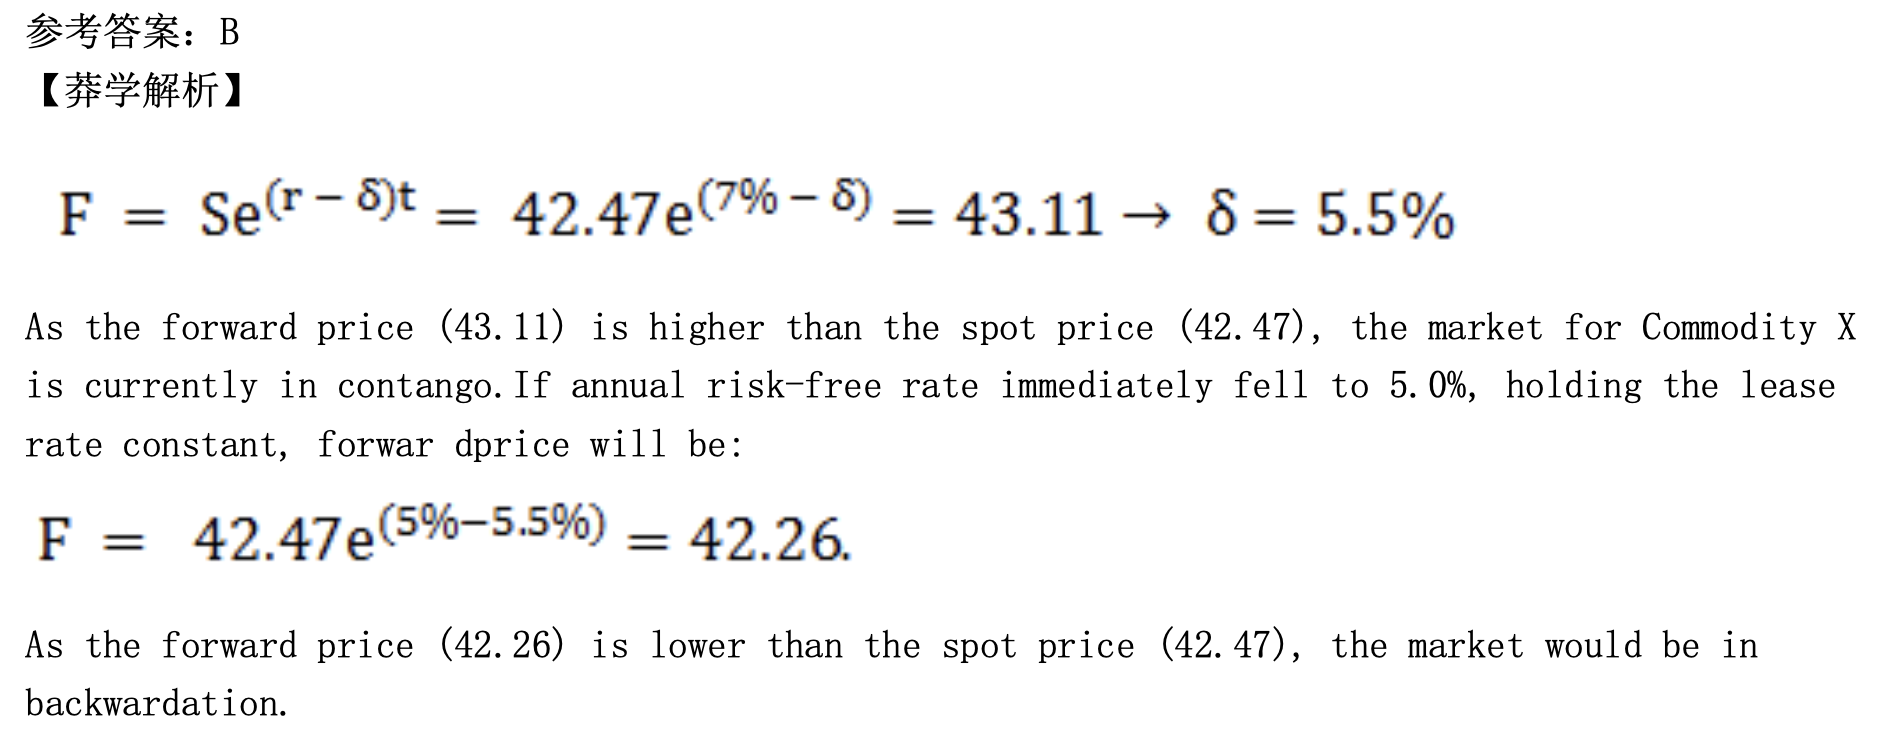 参考答案：B
【莽学解析】
F = Se^(r − δ)t = 42.47e^(7% − δ) = 43.11 → δ = 5.5%
As the forward price (43.11) is higher than the spot price (42.47), the market for Commodity X
is currently in contango.If annual risk-free rate immediately fell to 5.0%, holding the lease
rate constant, forwar dprice will be:
F = 42.47e^(5%−5.5%) = 42.26.
As the forward price (42.26) is lower than the spot price (42.47), the market would be in
backwardation.